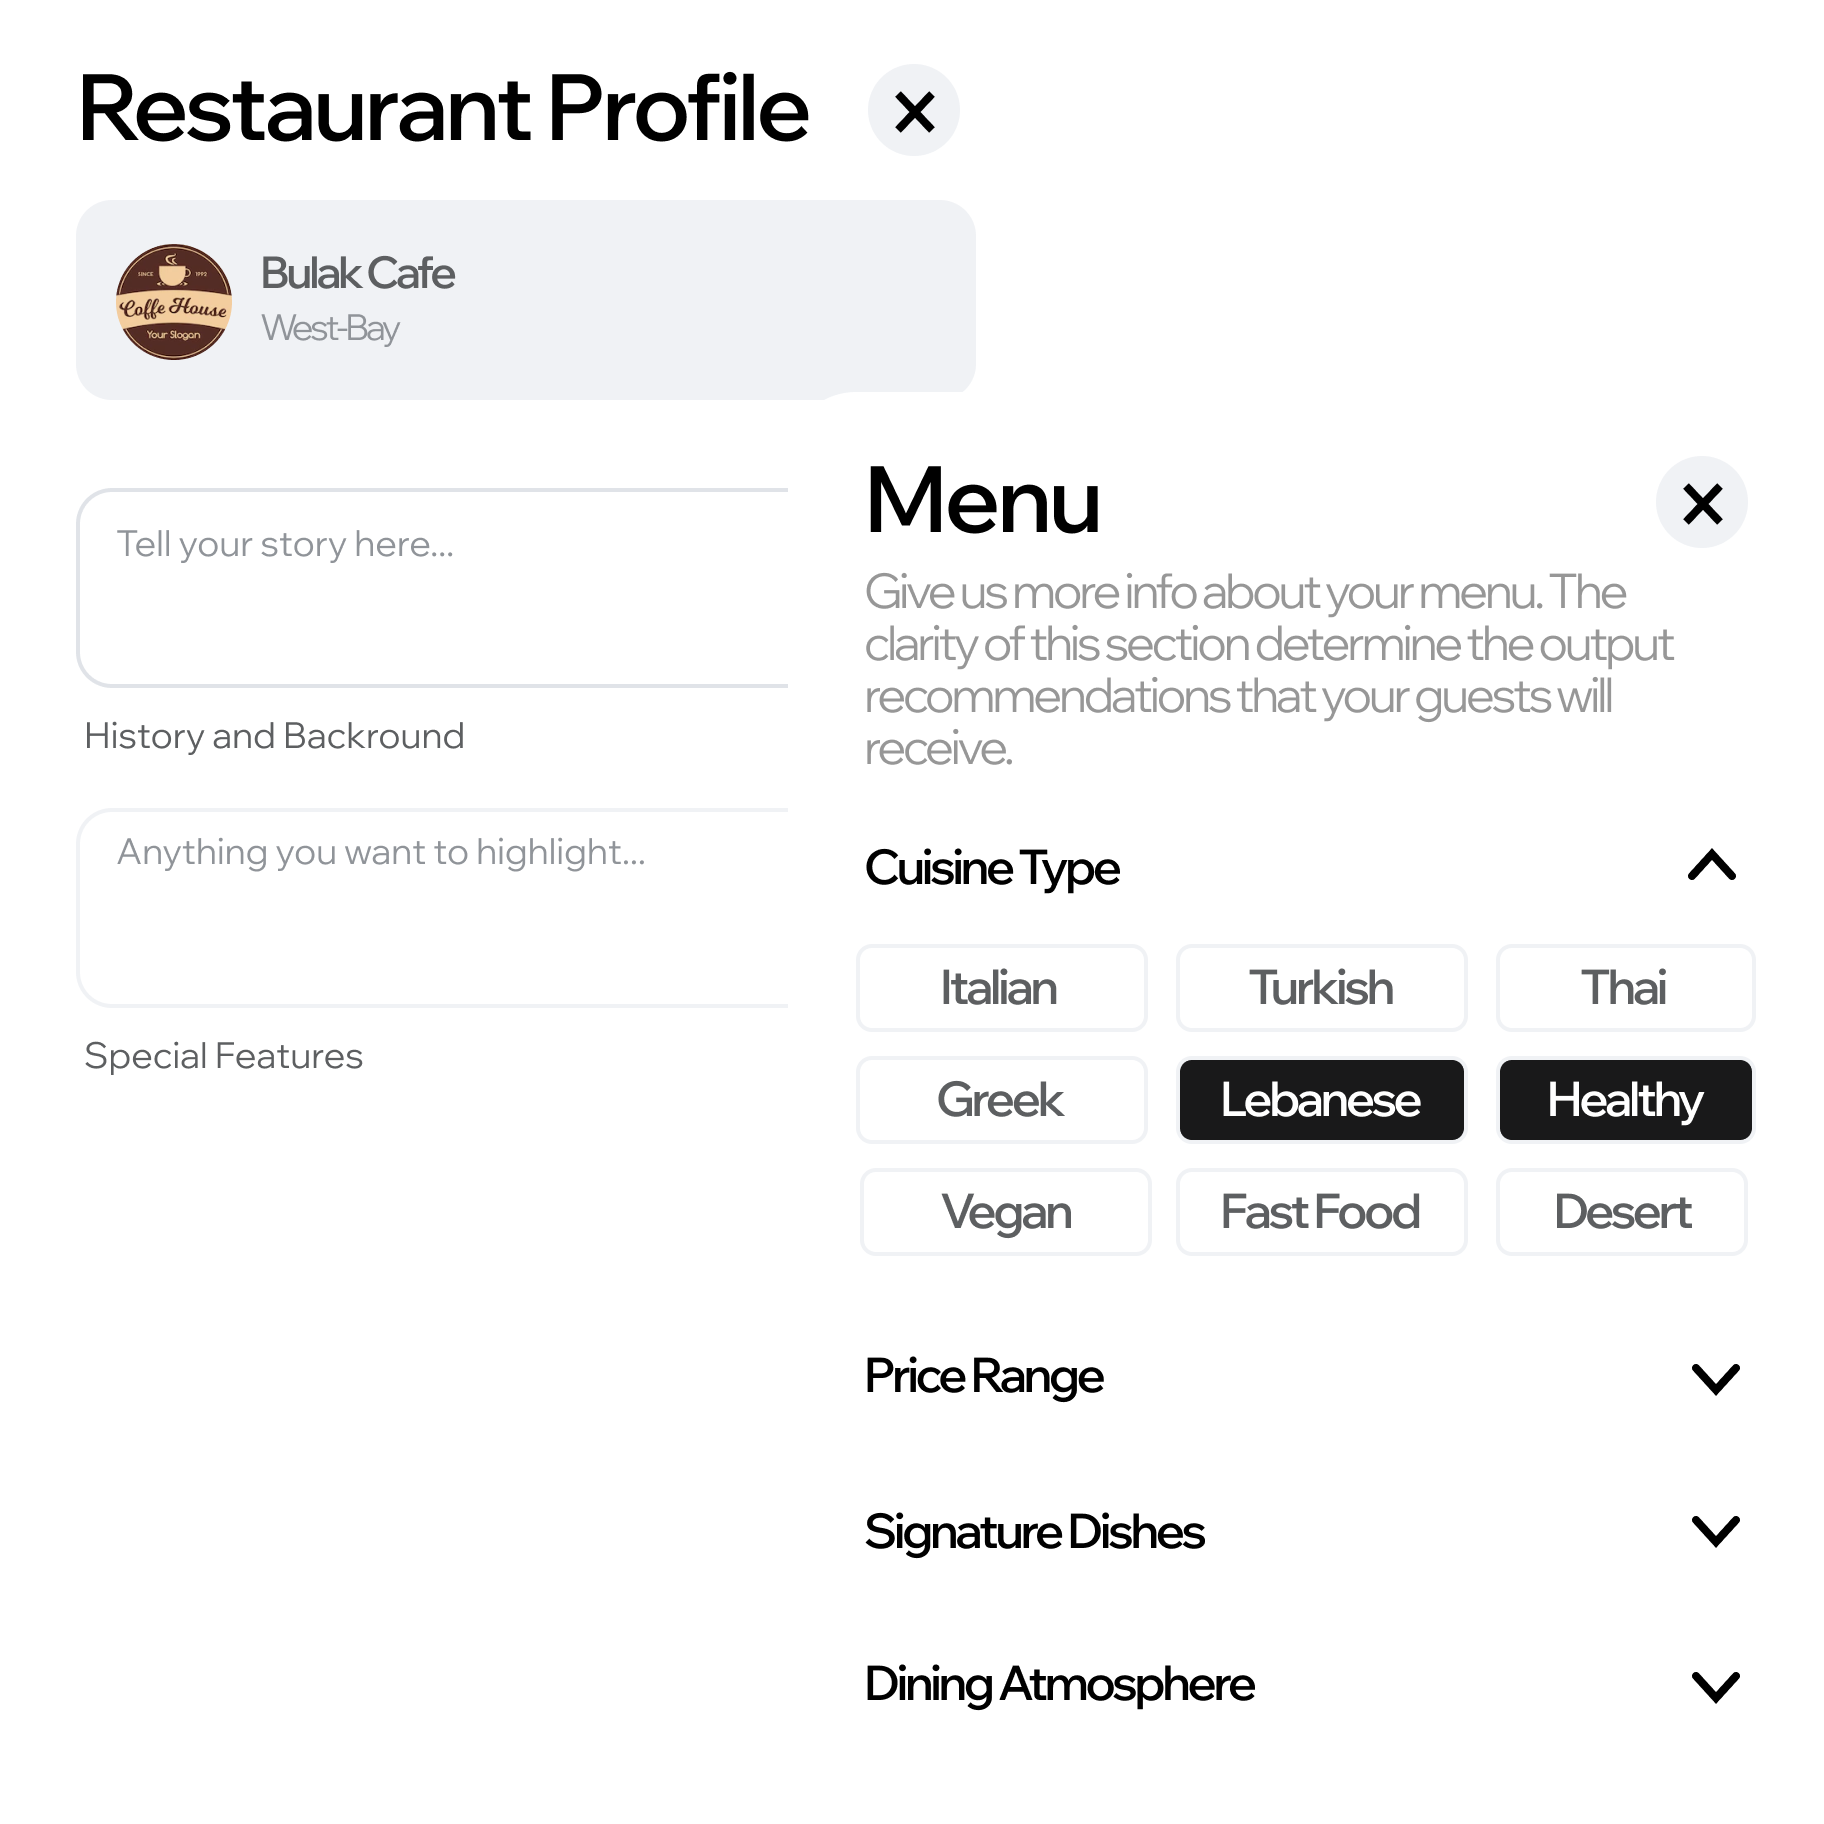 Restaurant Profile
SINCE 1992
Coffe House
Your Slogan
Bulak Cafe
West-Bay
Tell your story here...
History and Backround
Anything you want to highlight...
Special Features
Menu
Give us more info about your menu. The
clarity of this section determine the output
recommendations that your guests will
receive.
Cuisine Type
Italian
Turkish
Thai
Greek
Lebanese
Healthy
Vegan
Fast Food
Desert
Price Range
Signature Dishes
Dining Atmosphere